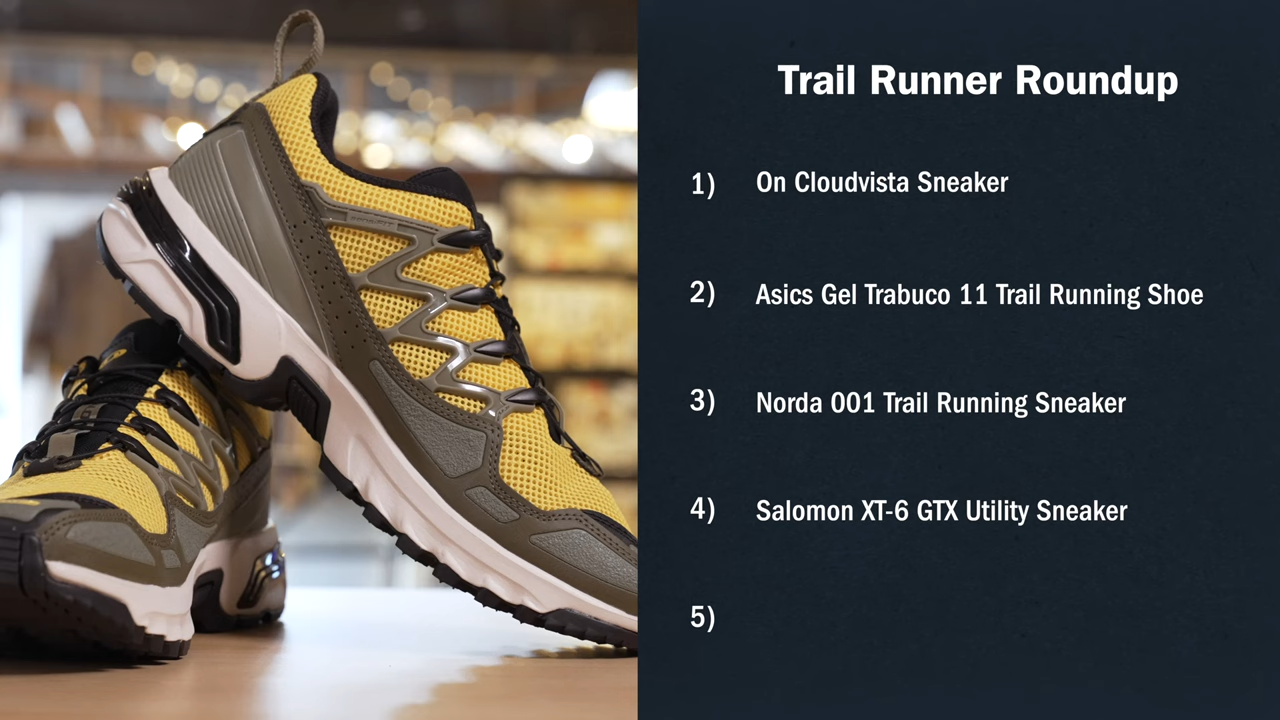 Trail Runner Roundup
1) On Cloudvista Sneaker
2) Asics Gel Trabuco 11 Trail Running Shoe
3) Norda 001 Trail Running Sneaker
4) Salomon XT-6 GTX Utility Sneaker
5)